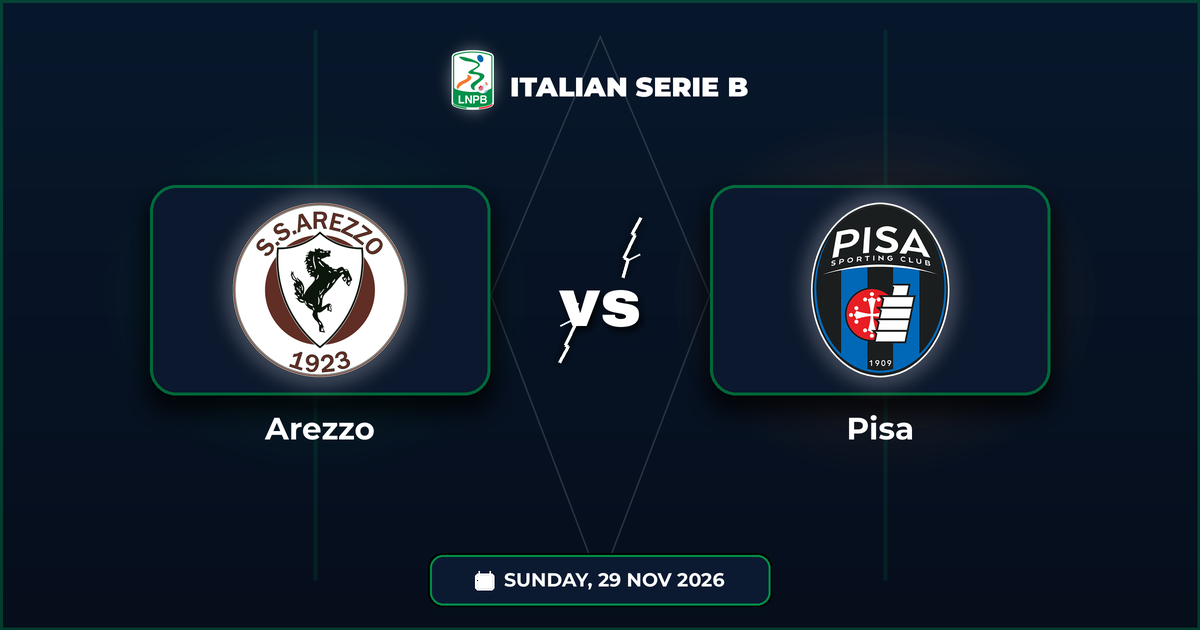 LNPB
ITALIAN SERIE B
S.S.AREZZO
1923
vs
PISA
SPORTING CLUB
1909
Arezzo
Pisa
SUNDAY, 29 NOV 2026